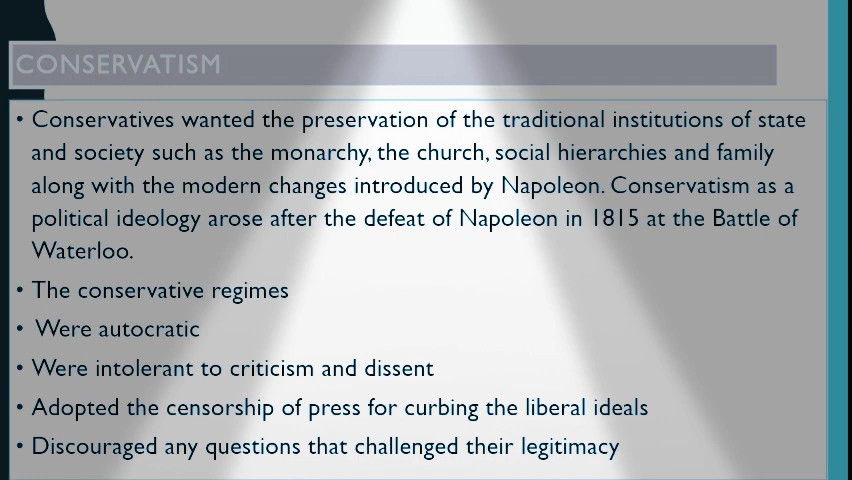 CONSERVATISM
• Conservatives wanted the preservation of the traditional institutions of state
and society such as the monarchy, the church, social hierarchies and family
along with the modern changes introduced by Napoleon. Conservatism as a
political ideology arose after the defeat of Napoleon in 1815 at the Battle of
Waterloo.
• The conservative regimes
• Were autocratic
• Were intolerant to criticism and dissent
• Adopted the censorship of press for curbing the liberal ideals
• Discouraged any questions that challenged their legitimacy